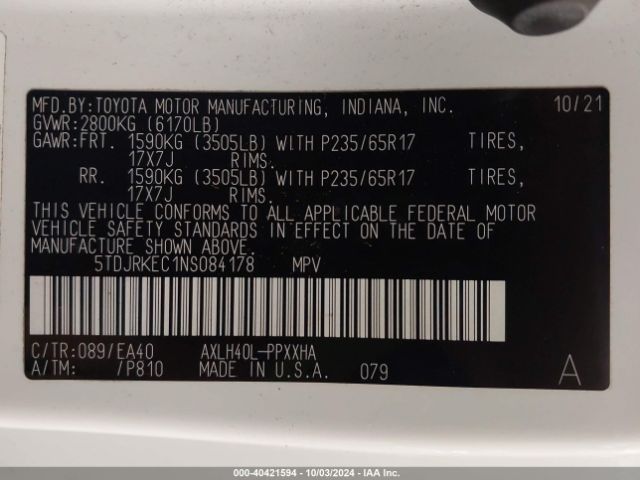 MFD.BY:TOYOTA MOTOR MANUFACTURING, INDIANA, INC. 10/21
GVWR:2800KG (6170LB)
GAWR:FRT. 1590KG (3505LB) WITH P235/65R17 TIRES,
17X7J RIMS.
RR. 1590KG (3505LB) WITH P235/65R17 TIRES,
17X7J RIMS.
THIS VEHICLE CONFORMS TO ALL APPLICABLE FEDERAL MOTOR
VEHICLE SAFETY STANDARDS IN EFFECT ON THE DATE OF
MANUFACTURE SHOWN ABOVE.
5TDJRKEC1NS084178 MPV
C/TR:089/EA40 AXLH40L-PPXXHA
A/TM: /P810 MADE IN U.S.A. 079 A
000-40421594 - 10/03/2024 - IAAI.COM